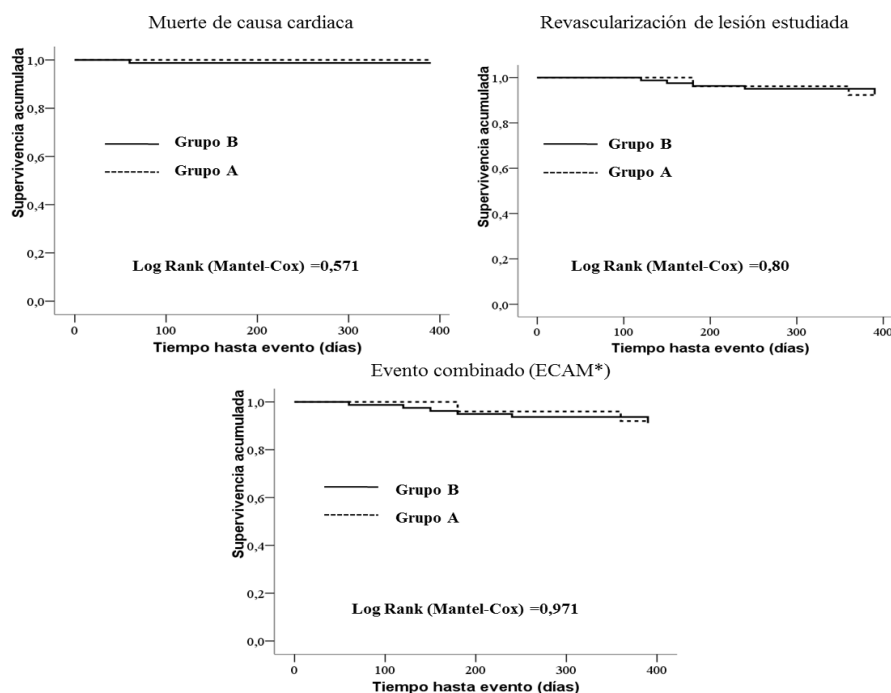 Muerte de causa cardiaca
Supervivencia acumulada
1,0
0,8
0,6
0,4
0,2
0,0
Grupo B
Grupo A
Log Rank (Mantel-Cox) =0,571
0
100
200
300
400
Tiempo hasta evento (días)
Revascularización de lesión estudiada
Supervivencia acumulada
1,0
0,8
0,6
0,4
0,2
0,0
Grupo B
Grupo A
Log Rank (Mantel-Cox) =0,80
0
100
200
300
400
Tiempo hasta evento (días)
Evento combinado (ECAM*)
Supervivencia acumulada
1,0
0,8
0,6
0,4
0,2
0,0
Grupo B
Grupo A
Log Rank (Mantel-Cox) =0,971
0
100
200
300
400
Tiempo hasta evento (días)